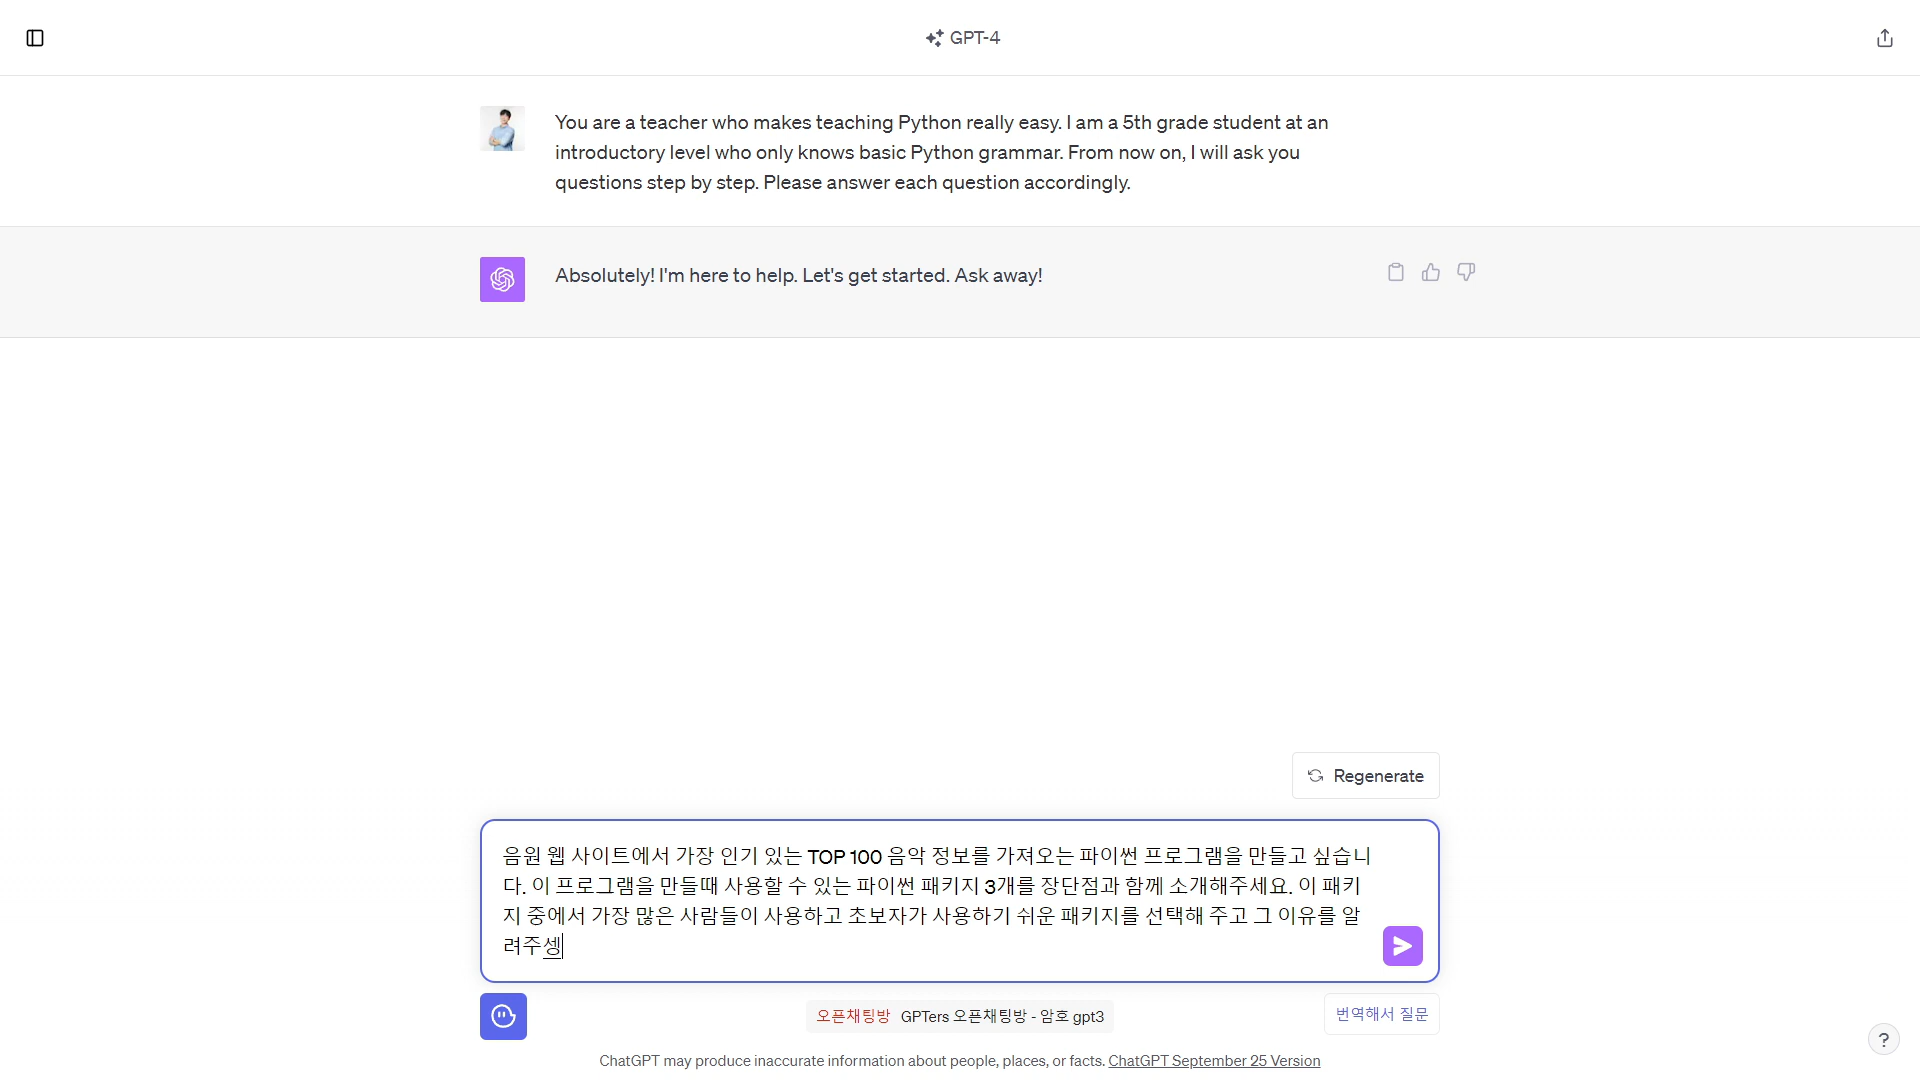 GPT-4
You are a teacher who makes teaching Python really easy. I am a 5th grade student at an
introductory level who only knows basic Python grammar. From now on, I will ask you
questions step by step. Please answer each question accordingly.
Absolutely! I'm here to help. Let's get started. Ask away!
Regenerate
음원 웹 사이트에서 가장 인기 있는 TOP 100 음악 정보를 가져오는 파이썬 프로그램을 만들고 싶습니
다. 이 프로그램을 만들때 사용할 수 있는 파이썬 패키지 3개를 장단점과 함께 소개해주세요. 이 패키
지 중에서 가장 많은 사람들이 사용하고 초보자가 사용하기 쉬운 패키지를 선택해 주고 그 이유를 알
려주셍
오픈채팅방 GPTers 오픈채팅방 - 암호 gpt3
번역해서 질문
?
ChatGPT may produce inaccurate information about people, places, or facts. ChatGPT September 25 Version